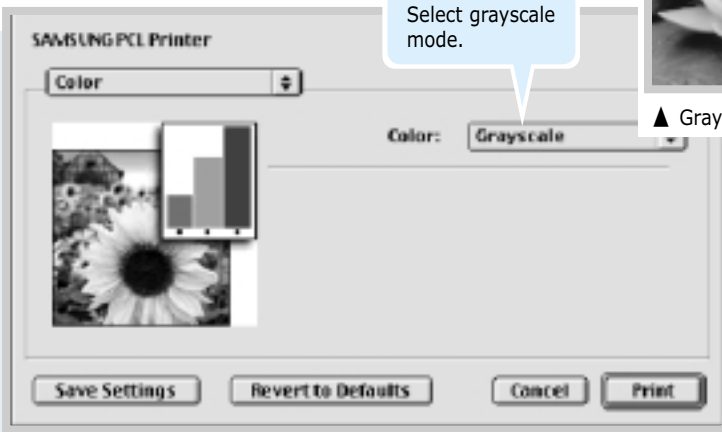 Select grayscale
mode.
SAMSUNG PCL Printer
Color
▲ Gray
Color: Grayscale
Save Settings Revert to Defaults Cancel Print